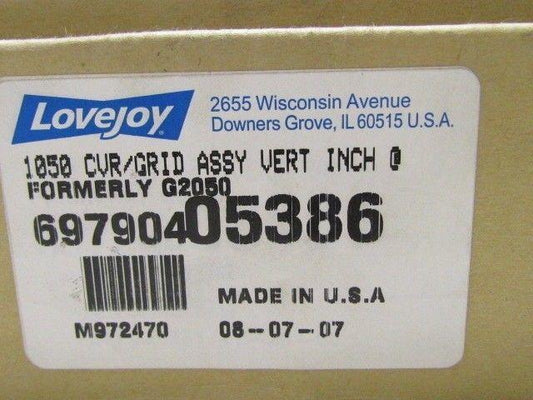 Lovejoy
2655 Wisconsin Avenue
Downers Grove, IL 60515 U.S.A.
1050 CVR/GRID ASSY VERT INCH C
FORMERLY G2050
69790405386
MADE IN U.S.A
M972470
08-07-07